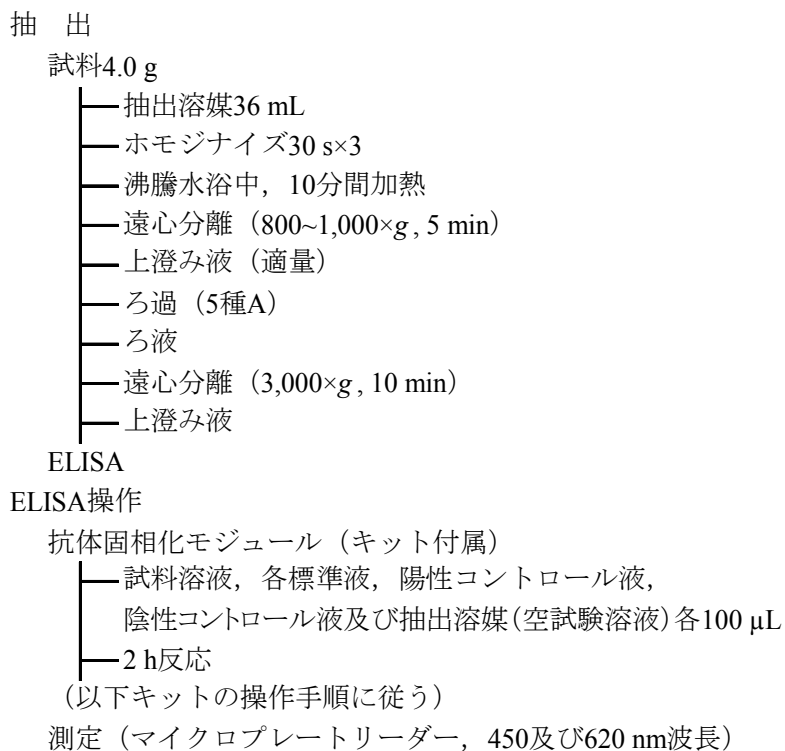 抽　出
試料4.0 g
抽出溶媒36 mL
ホモジナイズ30 s×3
沸騰水浴中，10分間加熱
遠心分離（800~1,000×g , 5 min）
上澄み液（適量）
ろ過（5種A）
ろ液
遠心分離（3,000×g , 10 min）
上澄み液
ELISA
ELISA操作
抗体固相化モジュール（キット付属）
試料溶液，各標準液，陽性コントロール液，
陰性コントロール液及び抽出溶媒（空試験溶液）各100 µL
2 h反応
（以下キットの操作手順に従う）
測定（マイクロプレートリーダー，450及び620 nm波長）